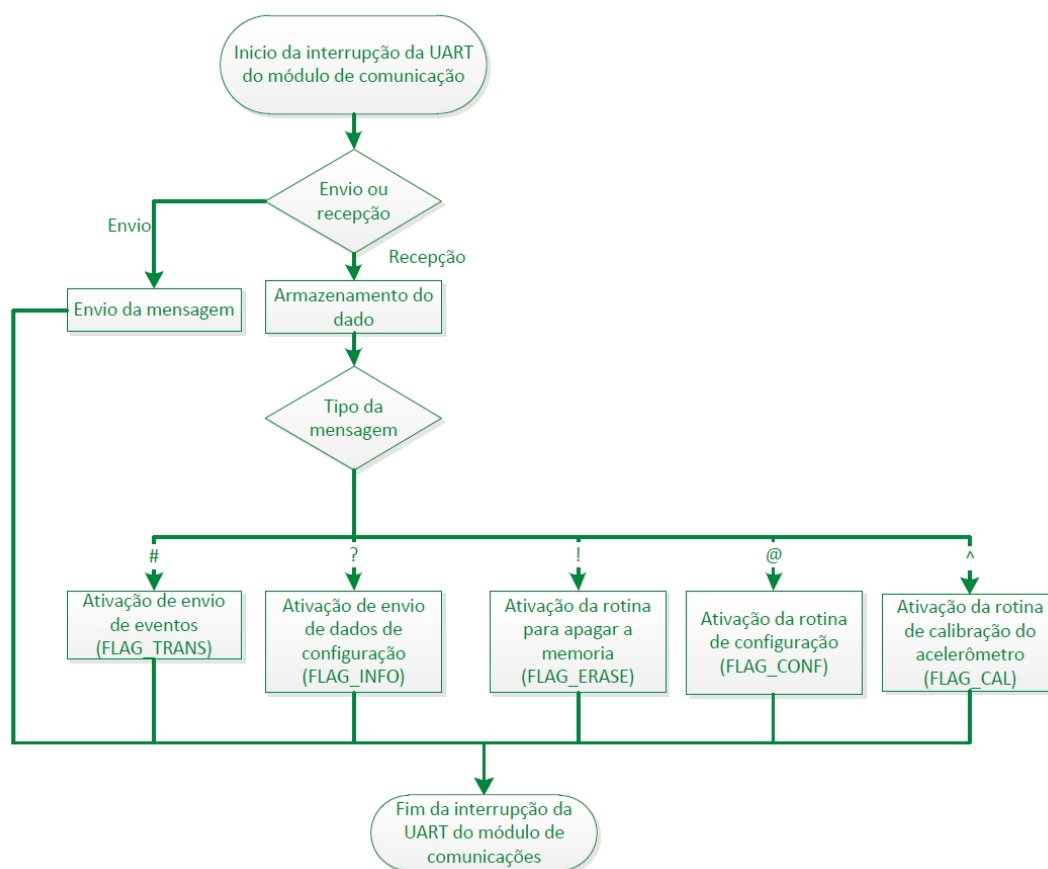 Inicio da interrupção da UART
do módulo de comunicação
Envio ou
recepção
Envio
Recepção
Envio da mensagem
Armazenamento do
dado
Tipo da
mensagem
#
?
!
@
^
Ativação de envio
de eventos
(FLAG_TRANS)
Ativação de envio
de dados de
configuração
(FLAG_INFO)
Ativação da rotina
para apagar a
memoria
(FLAG_ERASE)
Ativação da rotina
de configuração
(FLAG_CONF)
Ativação da rotina
de calibração do
acelerômetro
(FLAG_CAL)
Fim da interrupção da
UART do módulo de
comunicações